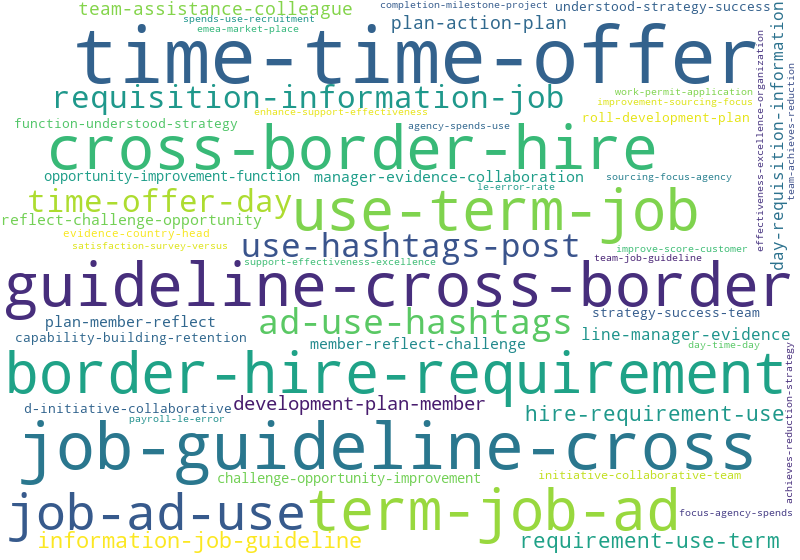 team-assistance-colleague
completion-milestone-project
understood-strategy-success
spends-use-recruitment
plan-action-plan
emea-market-place
time-time-offer
requisition-information-job
work-permit-application
improvement-sourcing-focus
enhance-support-effectiveness
roll-development-plan
function-understood-strategy
agency-spends-use
cross-border-hire
effectiveness-excellence-organization
day-requisition-information
team-achieves-reduction
opportunity-improvement-function
manager-evidence-collaboration
sourcing-focus-agency
le-error-rate
time-offer-day
use-term-job
reflect-challenge-opportunity
evidence-country-head
satisfaction-survey-versus
use-hashtags-post
improve-score-customer
support-effectiveness-excellence
team-job-guideline
guideline-cross-border
plan-member-reflect
ad-use-hashtags
strategy-success-team
capability-building-retention
line-manager-evidence
member-reflect-challenge
day-time-day
border-hire-requirement
achieves-reduction-strategy
d-initiative-collaborative
development-plan-member
hire-requirement-use
payroll-le-error
job-guideline-cross
challenge-opportunity-improvement
initiative-collaborative-team
job-ad-use
term-job-ad
focus-agency-spends
information-job-guideline
requirement-use-term